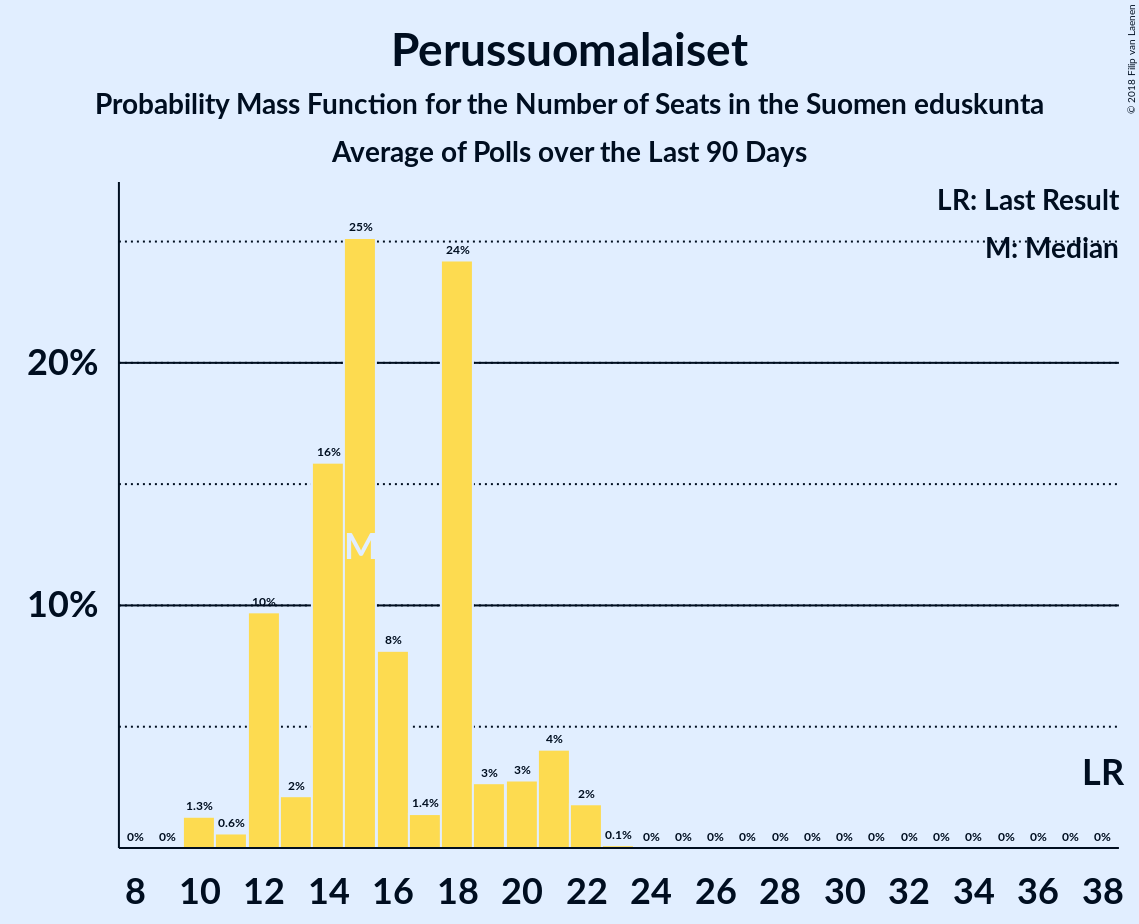 Perussuomalaiset
Probability Mass Function for the Number of Seats in the Suomen eduskunta
Average of Polls over the Last 90 Days
© 2018 Filip van Laenen
LR: Last Result
M: Median
20%
10%
0% 0% 1.3% 0.6% 10% 2% 16% 25% 8% 1.4% 24% 3% 3% 4% 2% 0.1% 0% 0% 0% 0% 0% 0% 0% 0% 0% 0% 0% 0% 0% 0% 0%
M
LR
8 10 12 14 16 18 20 22 24 26 28 30 32 34 36 38